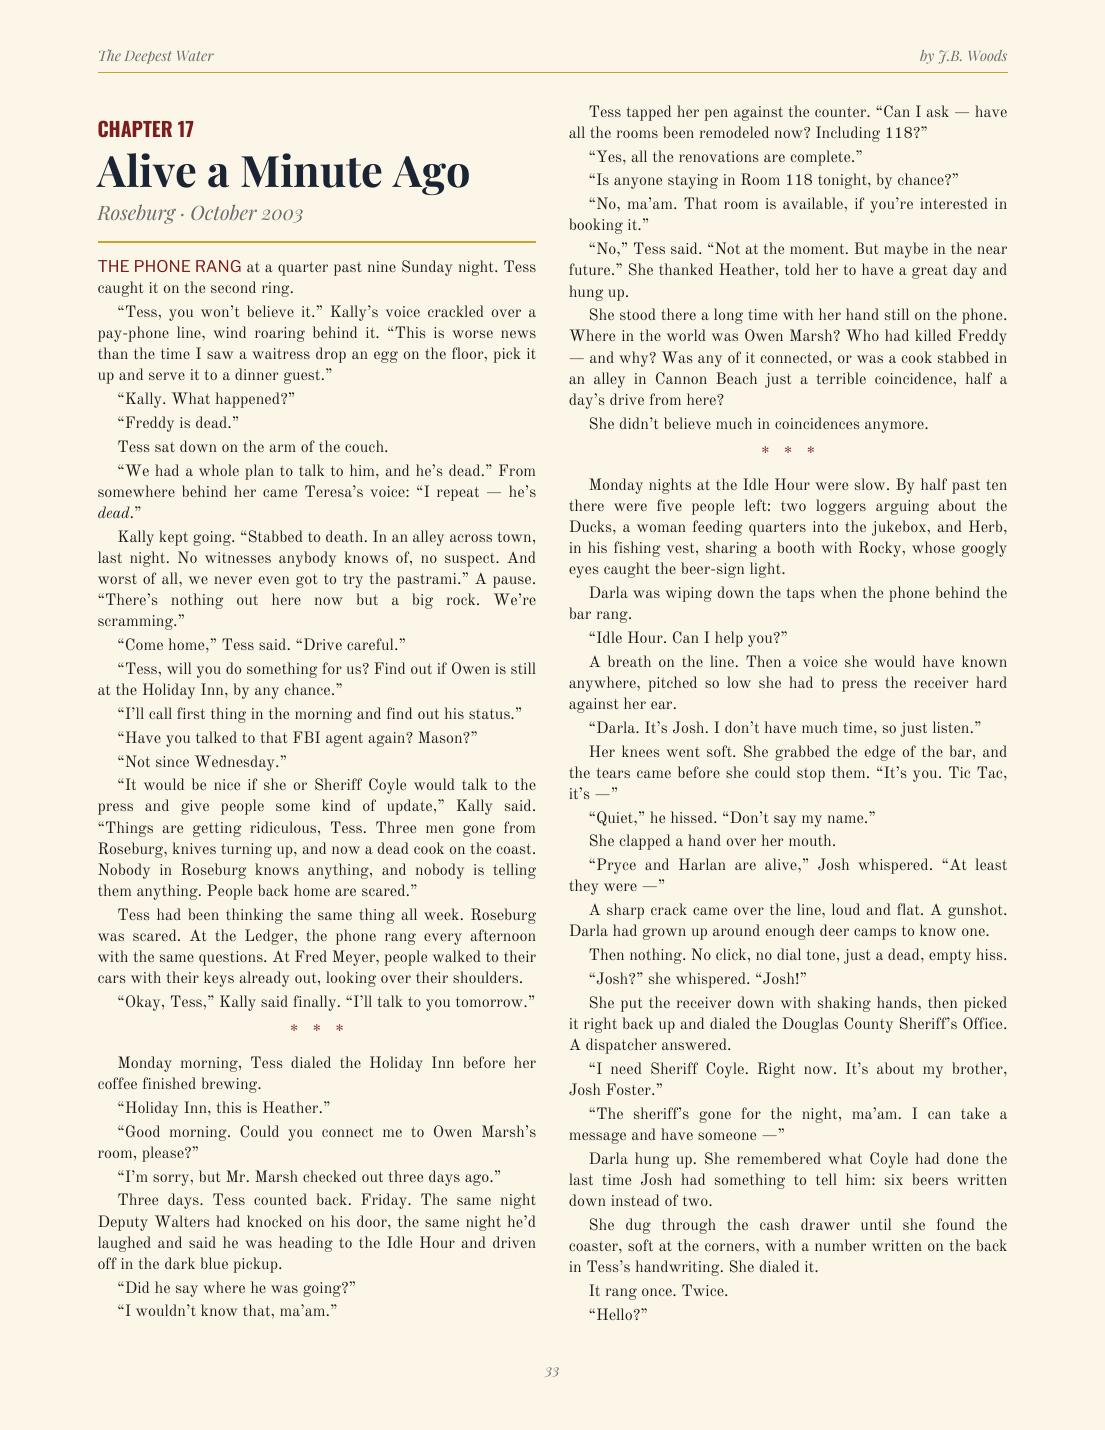 The Deepest Water
by J.B. Woods
CHAPTER 17
Alive a Minute Ago
Roseburg · October 2003
THE PHONE RANG at a quarter past nine Sunday night. Tess
caught it on the second ring.
“Tess, you won’t believe it.” Kally’s voice crackled over a
pay-phone line, wind roaring behind it. “This is worse news
than the time I saw a waitress drop an egg on the floor, pick it
up and serve it to a dinner guest.”
“Kally. What happened?”
“Freddy is dead.”
Tess sat down on the arm of the couch.
“We had a whole plan to talk to him, and he’s dead.” From
somewhere behind her came Teresa’s voice: “I repeat — he’s
dead.”
Kally kept going. “Stabbed to death. In an alley across town,
last night. No witnesses anybody knows of, no suspect. And
worst of all, we never even got to try the pastrami.” A pause.
“There’s nothing out here now but a big rock. We’re
scramming.”
“Come home,” Tess said. “Drive careful.”
“Tess, will you do something for us? Find out if Owen is still
at the Holiday Inn, by any chance.”
“I’ll call first thing in the morning and find out his status.”
“Have you talked to that FBI agent again? Mason?”
“Not since Wednesday.”
“It would be nice if she or Sheriff Coyle would talk to the
press and give people some kind of update,” Kally said.
“Things are getting ridiculous, Tess. Three men gone from
Roseburg, knives turning up, and now a dead cook on the coast.
Nobody in Roseburg knows anything, and nobody is telling
them anything. People back home are scared.”
Tess had been thinking the same thing all week. Roseburg
was scared. At the Ledger, the phone rang every afternoon
with the same questions. At Fred Meyer, people walked to their
cars with their keys already out, looking over their shoulders.
“Okay, Tess,” Kally said finally. “I’ll talk to you tomorrow.”
* * *
Monday morning, Tess dialed the Holiday Inn before her
coffee finished brewing.
“Holiday Inn, this is Heather.”
“Good morning. Could you connect me to Owen Marsh’s
room, please?”
“I’m sorry, but Mr. Marsh checked out three days ago.”
Three days. Tess counted back. Friday. The same night
Deputy Walters had knocked on his door, the same night he’d
laughed and said he was heading to the Idle Hour and driven
off in the dark blue pickup.
“Did he say where he was going?”
“I wouldn’t know that, ma’am.”
Tess tapped her pen against the counter. “Can I ask — have
all the rooms been remodeled now? Including 118?”
“Yes, all the renovations are complete.”
“Is anyone staying in Room 118 tonight, by chance?”
“No, ma’am. That room is available, if you’re interested in
booking it.”
“No,” Tess said. “Not at the moment. But maybe in the near
future.” She thanked Heather, told her to have a great day and
hung up.
She stood there a long time with her hand still on the phone.
Where in the world was Owen Marsh? Who had killed Freddy
— and why? Was any of it connected, or was a cook stabbed in
an alley in Cannon Beach just a terrible coincidence, half a
day’s drive from here?
She didn’t believe much in coincidences anymore.
* * *
Monday nights at the Idle Hour were slow. By half past ten
there were five people left: two loggers arguing about the
Ducks, a woman feeding quarters into the jukebox, and Herb,
in his fishing vest, sharing a booth with Rocky, whose googly
eyes caught the beer-sign light.
Darla was wiping down the taps when the phone behind the
bar rang.
“Idle Hour. Can I help you?”
A breath on the line. Then a voice she would have known
anywhere, pitched so low she had to press the receiver hard
against her ear.
“Darla. It’s Josh. I don’t have much time, so just listen.”
Her knees went soft. She grabbed the edge of the bar, and
the tears came before she could stop them. “It’s you. Tic Tac,
it’s —”
“Quiet,” he hissed. “Don’t say my name.”
She clapped a hand over her mouth.
“Pryce and Harlan are alive,” Josh whispered. “At least
they were —”
A sharp crack came over the line, loud and flat. A gunshot.
Darla had grown up around enough deer camps to know one.
Then nothing. No click, no dial tone, just a dead, empty hiss.
“Josh?” she whispered. “Josh!”
She put the receiver down with shaking hands, then picked
it right back up and dialed the Douglas County Sheriff’s Office.
A dispatcher answered.
“I need Sheriff Coyle. Right now. It’s about my brother,
Josh Foster.”
“The sheriff’s gone for the night, ma’am. I can take a
message and have someone —”
Darla hung up. She remembered what Coyle had done the
last time Josh had something to tell him: six beers written
down instead of two.
She dug through the cash drawer until she found the
coaster, soft at the corners, with a number written on the back
in Tess’s handwriting. She dialed it.
It rang once. Twice.
“Hello?”
33